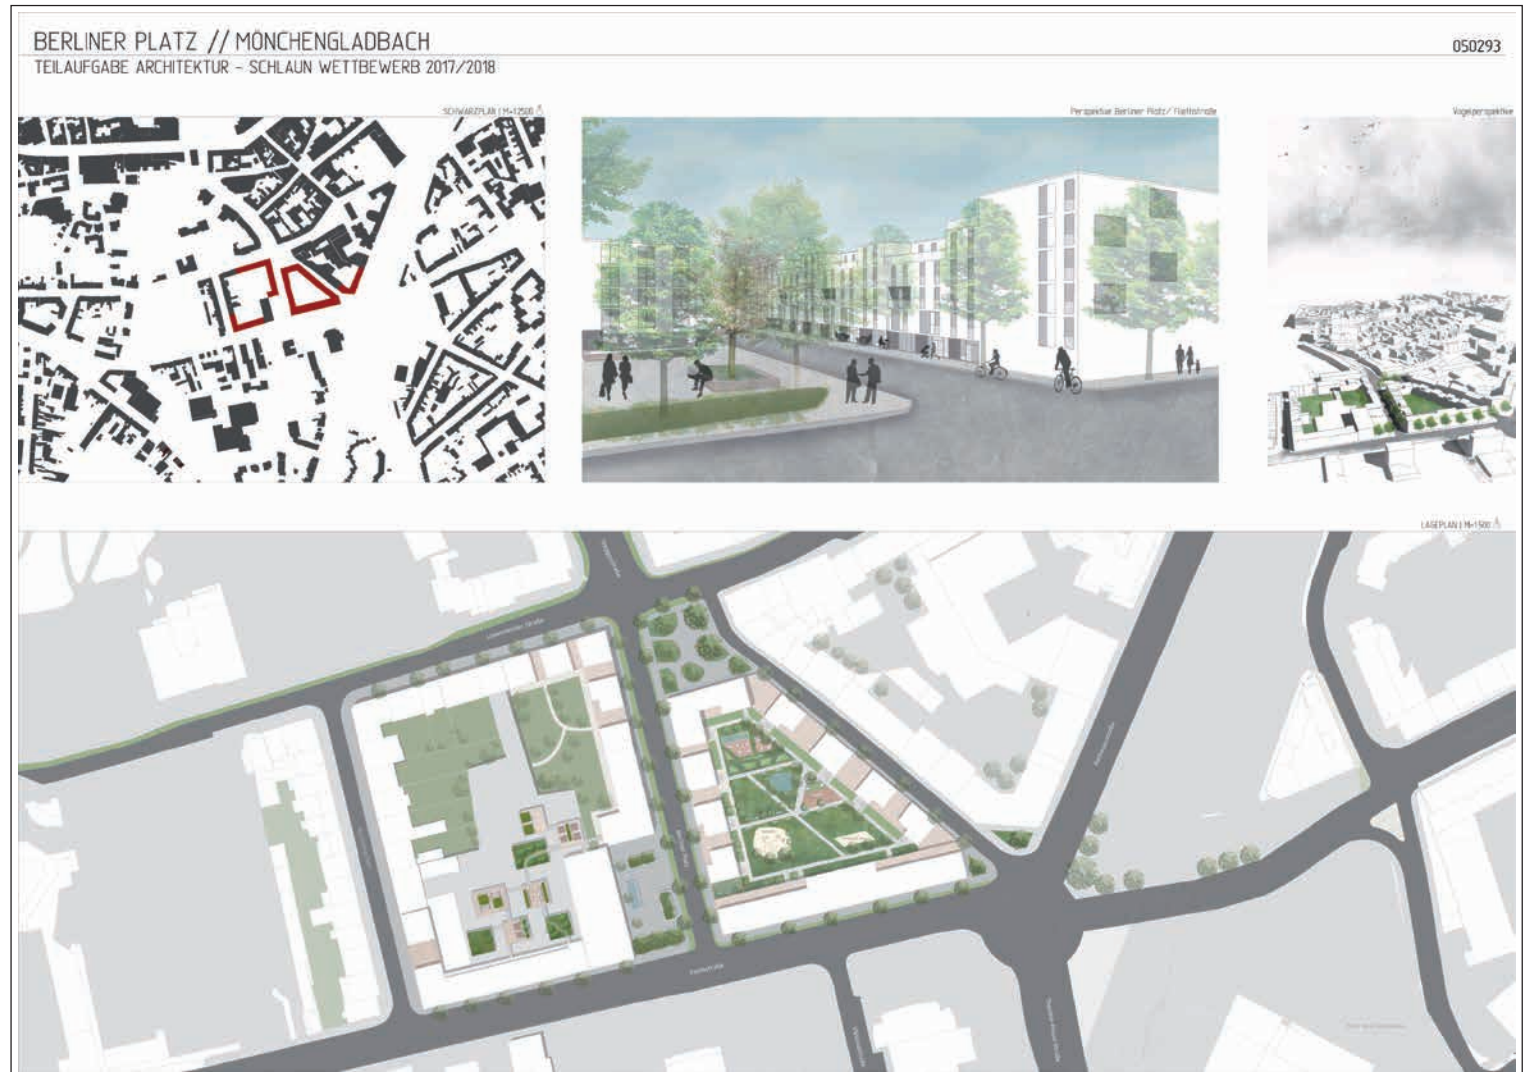 BERLINER PLATZ // MÖNCHENGLADBACH
050293
TEILAUFGABE ARCHITEKTUR - SCHLAUN WETTBEWERB 2017/2018
SCHWARZPLAN | M=1:2500
Perspektive Berliner Platz/ Fliethstraße
Vogelperspektive
LAGEPLAN | M=1:500
Fliethstraße